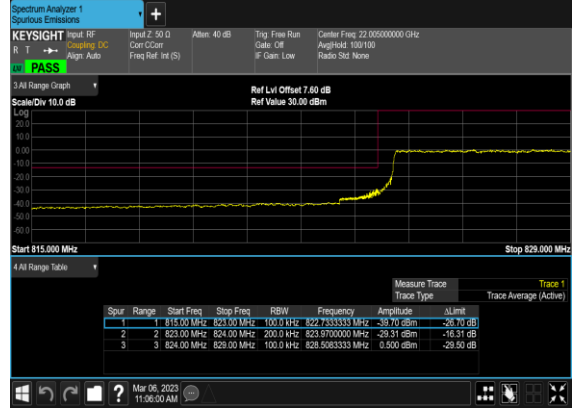 Spectrum Analyzer 1
Spurious Emissions
+
KEYSIGHT Input: RF Input Z: 50 Ω Atten: 40 dB Trig: Free Run Center Freq: 22.005000000 GHz
R T Coupling: DC Corr CCorr Gate: Off Avg|Hold: 100/100
Align: Auto Freq Ref: Int (S) IF Gain: Low Radio Std: None
PASS
3 All Range Graph
Ref Lvl Offset 7.60 dB
Scale/Div 10.0 dB Ref Value 30.00 dBm
Log
20.0
10.0
0.00
-10.0
-20.0
-30.0
-40.0
-50.0
-60.0
Start 815.000 MHz Stop 829.000 MHz
4 All Range Table
Measure Trace Trace 1
Trace Type Trace Average (Active)
Spur Range Start Freq Stop Freq RBW Frequency Amplitude ΔLimit
1 1 815.00 MHz 823.00 MHz 100.0 kHz 822.7333333 MHz -39.70 dBm -26.70 dB
2 2 823.00 MHz 824.00 MHz 200.0 kHz 823.9700000 MHz -29.31 dBm -16.31 dB
3 3 824.00 MHz 829.00 MHz 100.0 kHz 828.5083333 MHz 0.500 dBm -29.50 dB
? Mar 06, 2023
11:06:00 AM